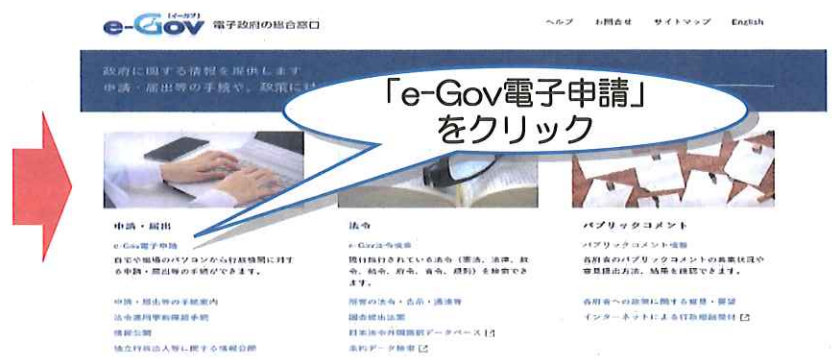 [イーガブ]
e-Gov 電子政府の総合窓口
ヘルプ お問合せ サイトマップ English
政府に関する情報を提供します
申請・届出等の手続や、政策に対
「e-Gov電子申請」
をクリック
申請・届出
e-Gov電子申請
自宅や職場のパソコンから行政機関に対す
る申請・届出等の手続ができます。
申請・届出等の手続案内
法令適用事前確認手続
情報公開
独立行政法人等に関する情報公開
法令
e-Gov法令検索
現行施行されている法令（憲法、法律、政
令、勅令、府令、省令、規則）を検索でき
ます。
所管の法令・告示・通達等
国会提出法案
日本法令外国語訳データベース
条約データ検索
パブリックコメント
パブリックコメント情報
各府省のパブリックコメントの募集状況や
意見提出方法、結果を確認できます。
各府省への政策に関する意見・要望
インターネットによる行政相談受付